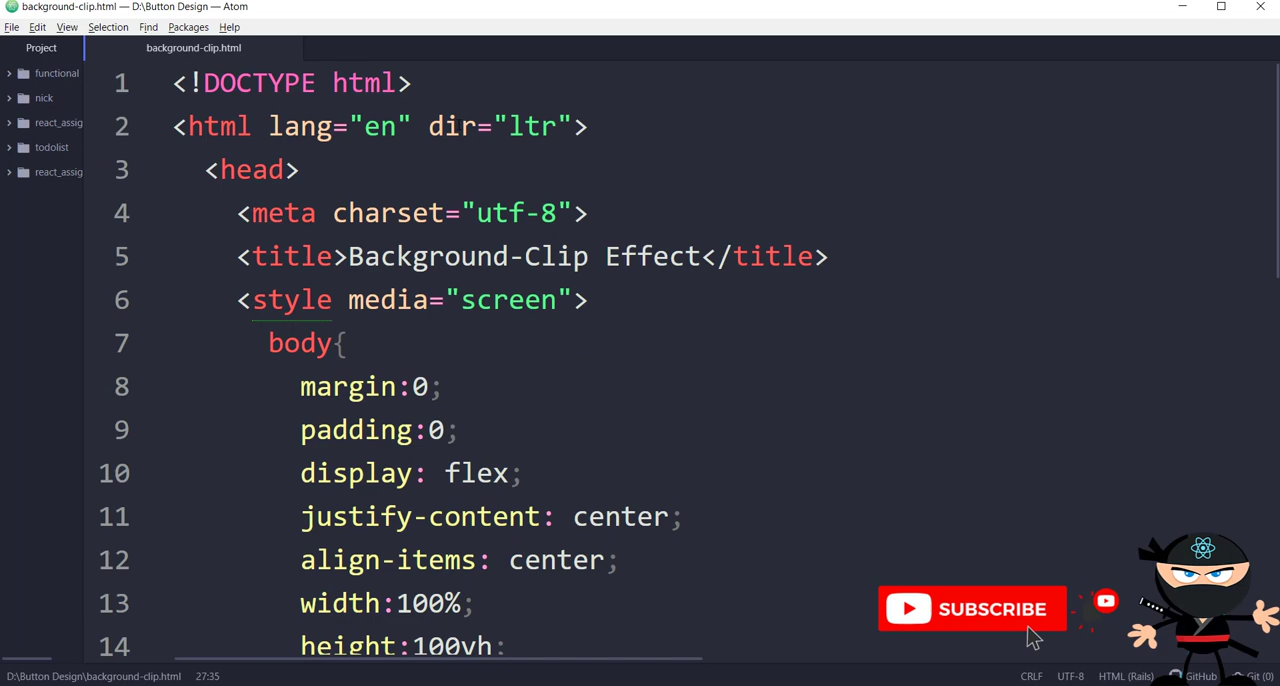 background-clip.html — D:\Button Design — Atom
File Edit View Selection Find Packages Help
Project
background-clip.html
functional
nick
react_assig
todolist
react_assig
1 <!DOCTYPE html>
2 <html lang="en" dir="ltr">
3 <head>
4 <meta charset="utf-8">
5 <title>Background-Clip Effect</title>
6 <style media="screen">
7 body{
8 margin:0;
9 padding:0;
10 display: flex;
11 justify-content: center;
12 align-items: center;
13 width:100%;
14 height:100vh;
SUBSCRIBE
D:\Button Design\background-clip.html 27:35 CRLF UTF-8 HTML (Rails) GitHub Git (0)